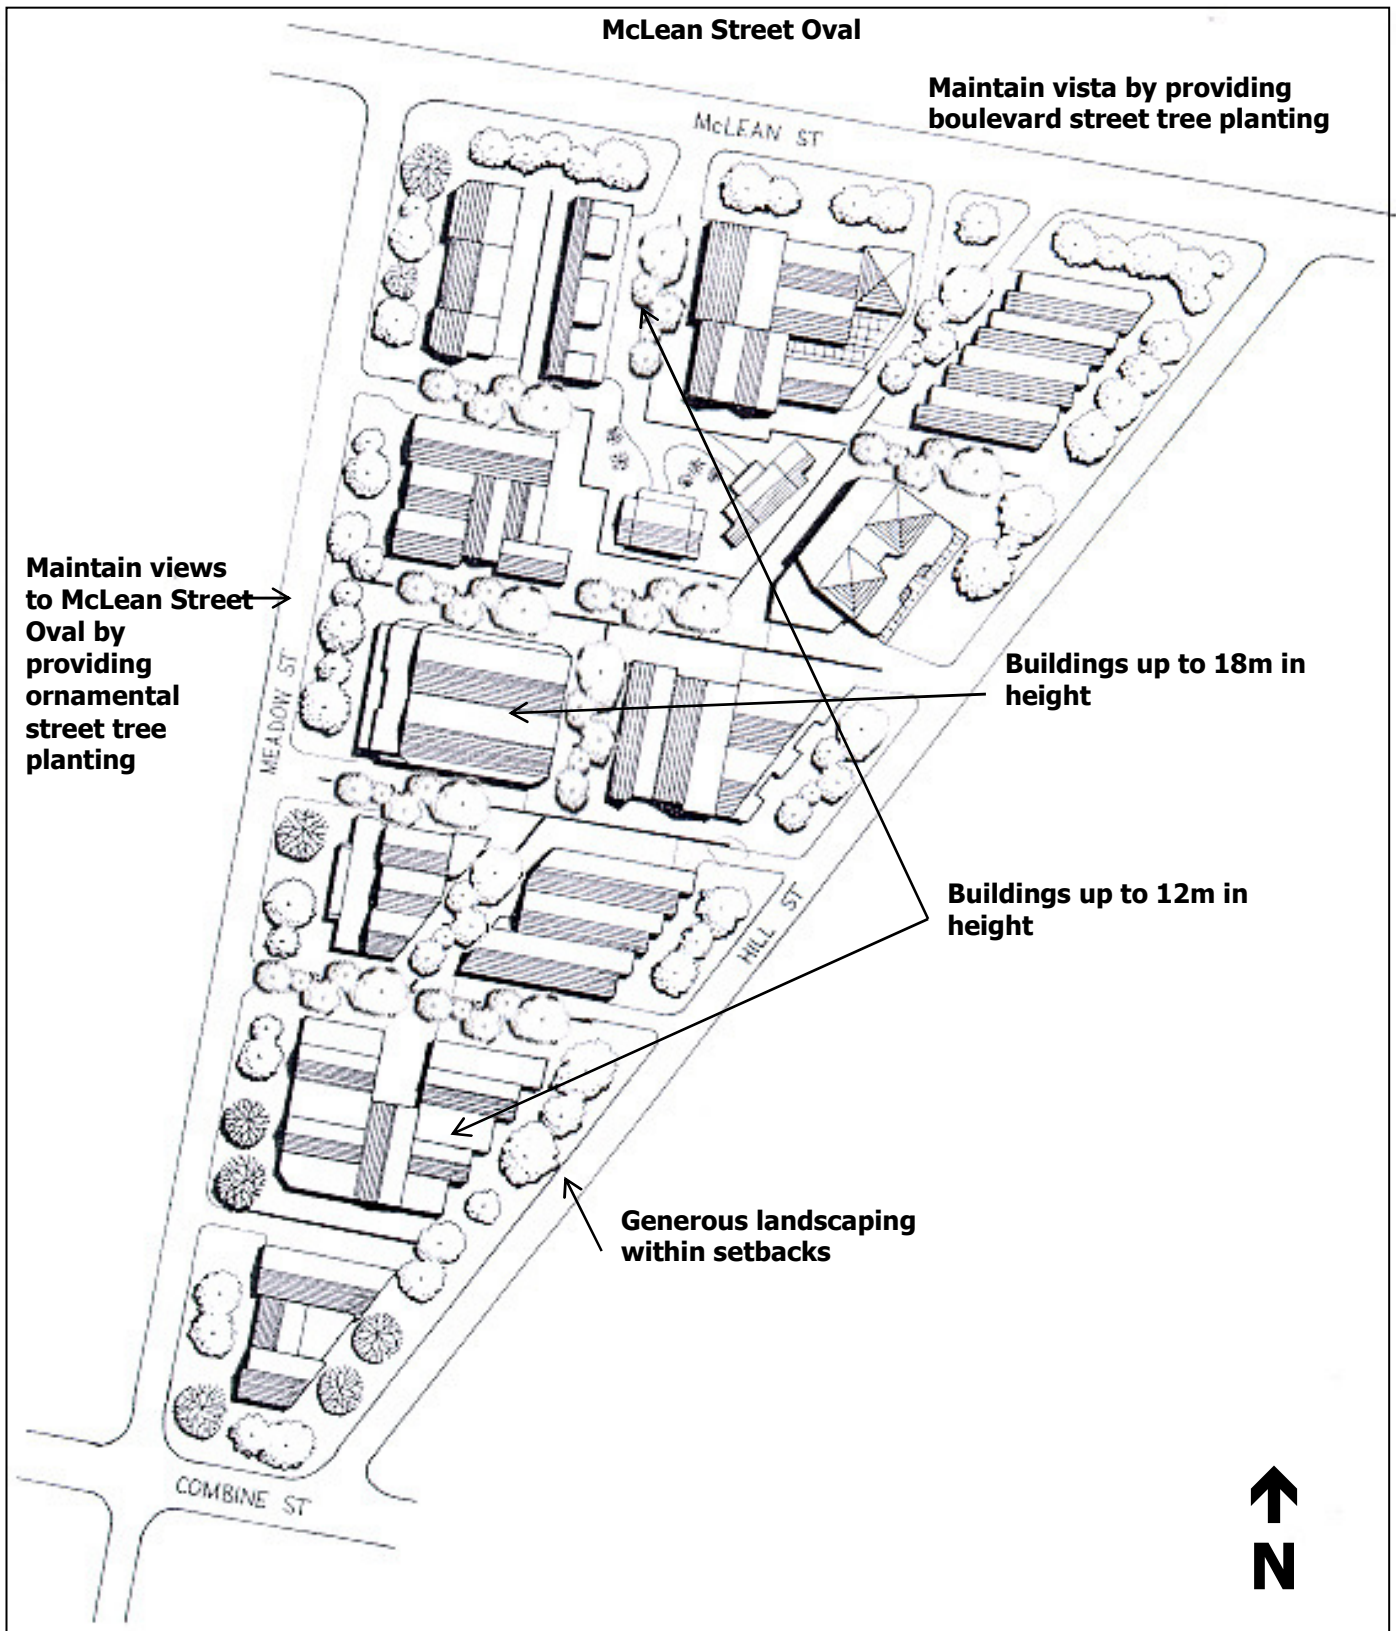 McLean Street Oval
Maintain vista by providing
boulevard street tree planting
McLEAN ST
Maintain views
to McLean Street
Oval by
providing
ornamental
street tree
planting
MEADOW ST
Buildings up to 18m in
height
Buildings up to 12m in
height
HILL ST
Generous landscaping
within setbacks
COMBINE ST
N